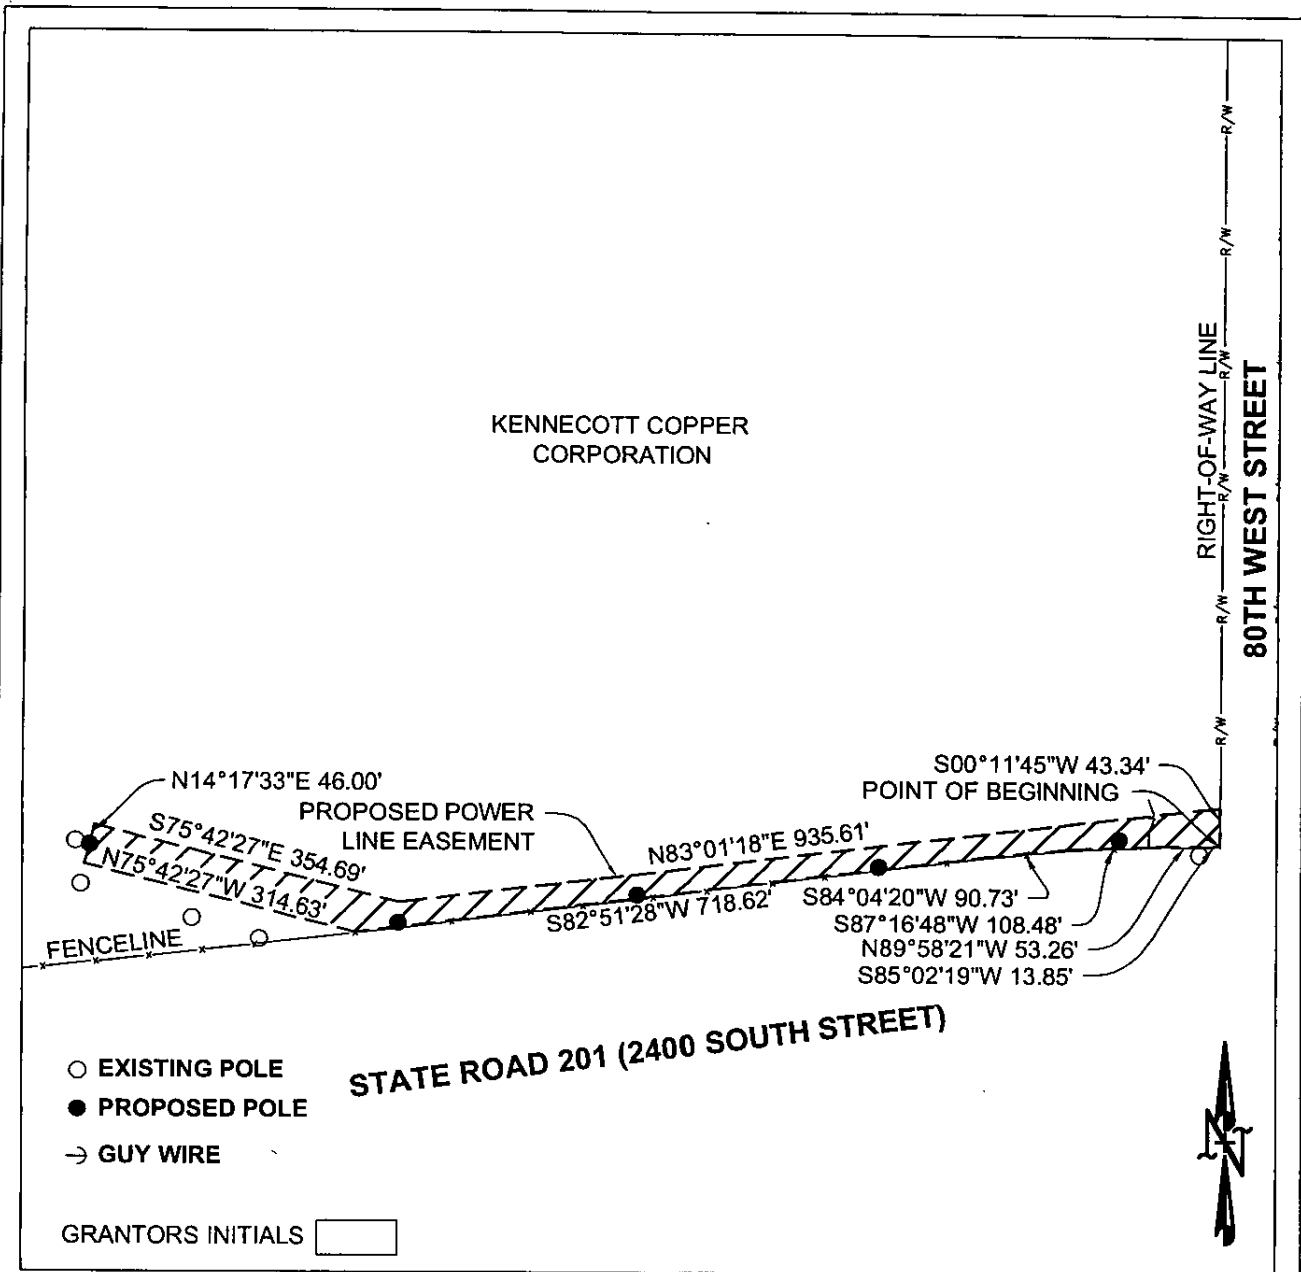 R/W
R/W
RIGHT-OF-WAY LINE
R/W
R/W
R/W
R/W
80TH WEST STREET
KENNECOTT COPPER
CORPORATION
S00°11'45"W 43.34'
POINT OF BEGINNING
N14°17'33"E 46.00'
PROPOSED POWER
LINE EASEMENT
S75°42'27"E 354.69'
N75°42'27"W 314.63'
N83°01'18"E 935.61'
S82°51'28"W 718.62'
S84°04'20"W 90.73'
S87°16'48"W 108.48'
N89°58'21"W 53.26'
S85°02'19"W 13.85'
FENCELINE
STATE ROAD 201 (2400 SOUTH STREET)
EXISTING POLE
PROPOSED POLE
GUY WIRE
GRANTORS INITIALS
N